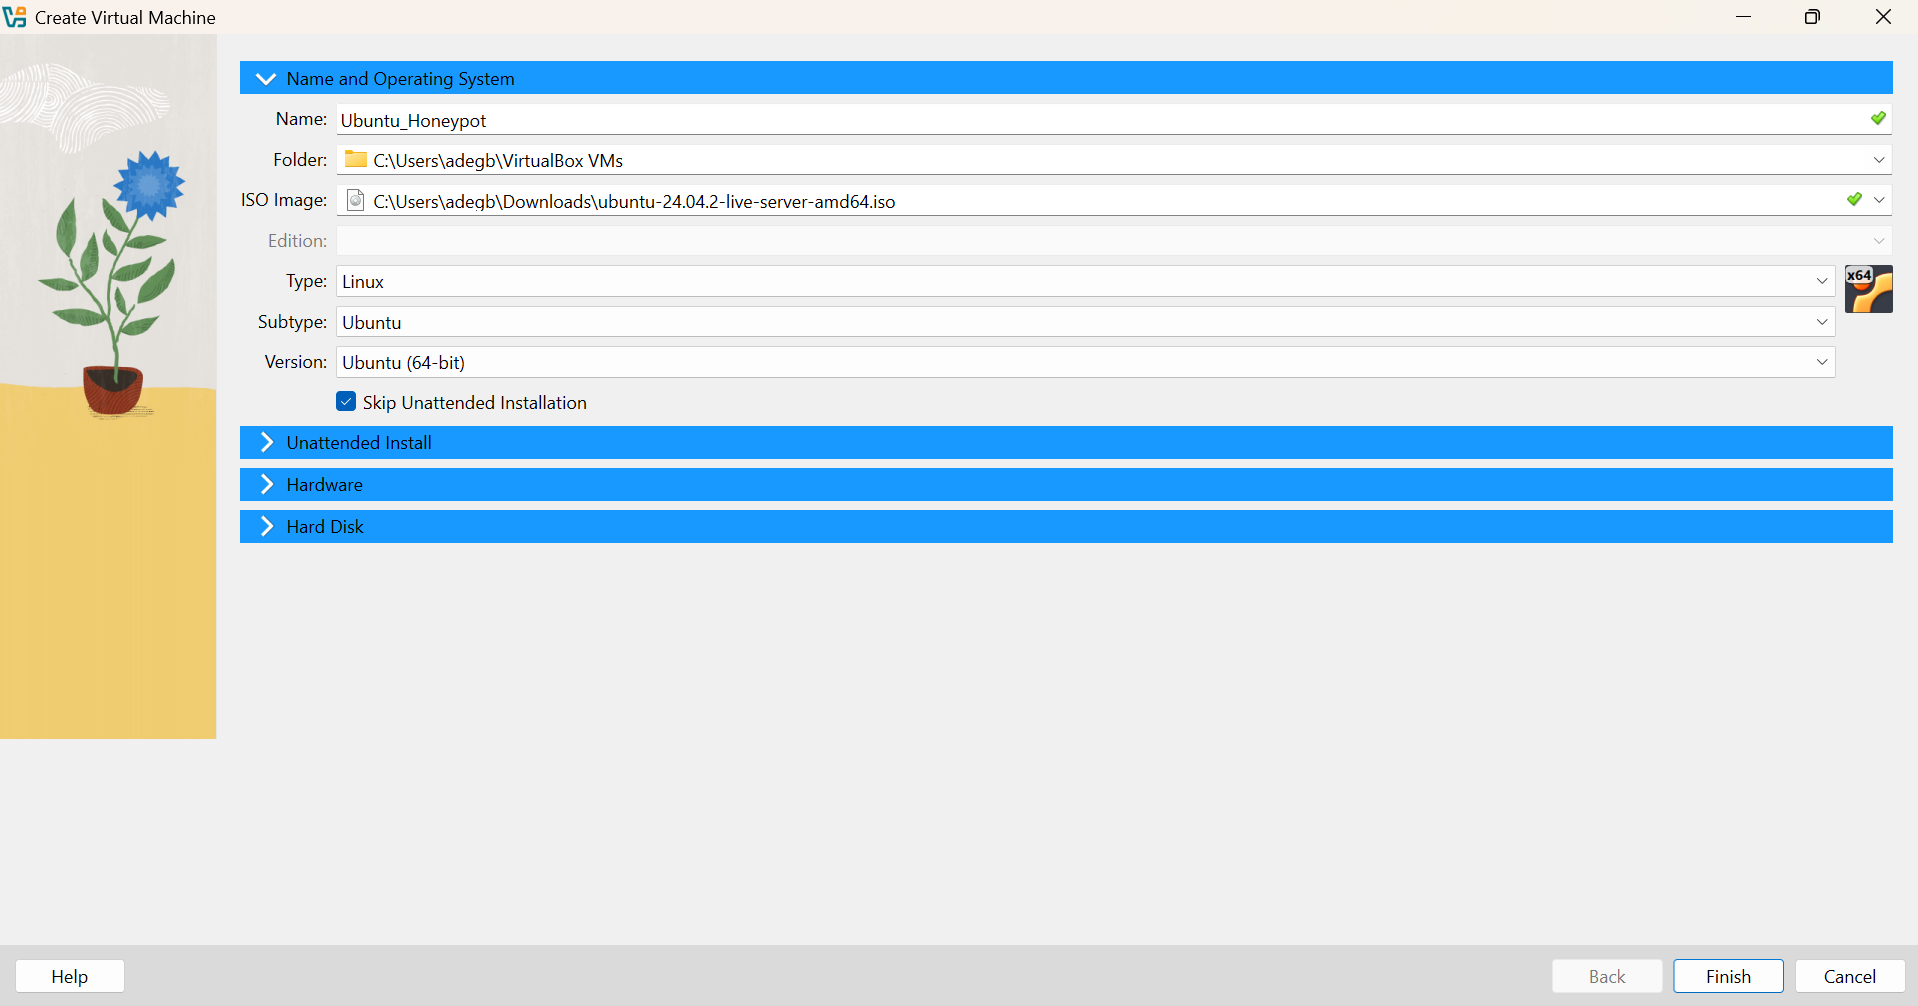 Create Virtual Machine
Name and Operating System
Name: Ubuntu_Honeypot
Folder: C:\Users\adegb\VirtualBox VMs
ISO Image: C:\Users\adegb\Downloads\ubuntu-24.04.2-live-server-amd64.iso
Edition:
Type: Linux
x64
Subtype: Ubuntu
Version: Ubuntu (64-bit)
Skip Unattended Installation
Unattended Install
Hardware
Hard Disk
Help Back Finish Cancel